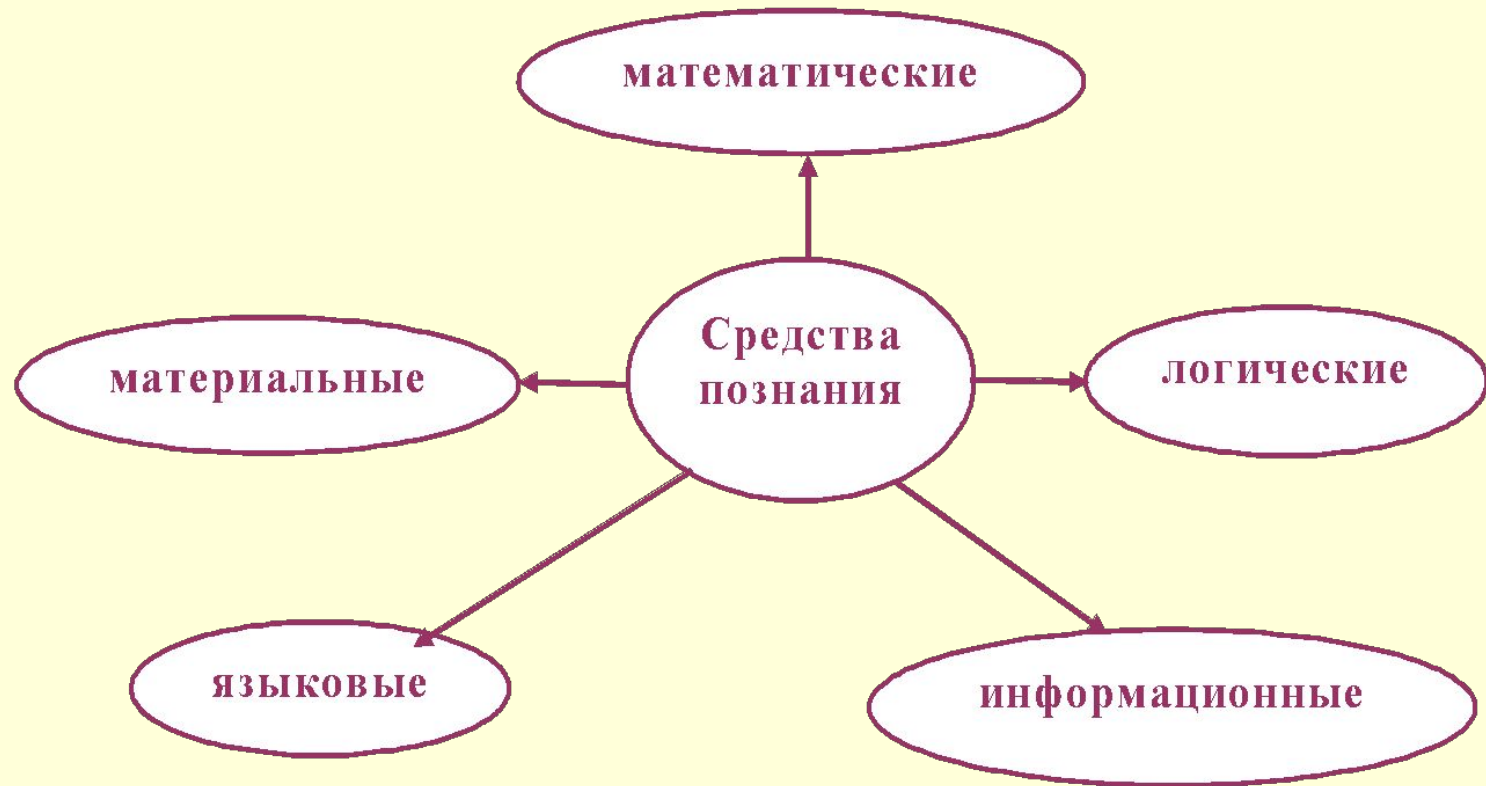 математические
Средства
познания
материальные
логические
языковые
информационные